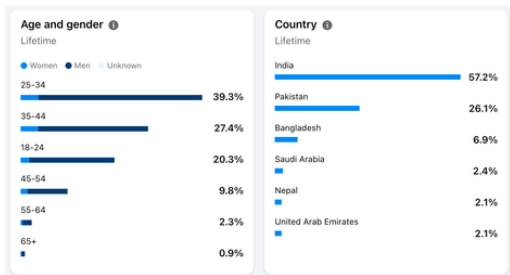 Age and gender
Lifetime
Women Men Unknown
25-34
39.3%
35-44
27.4%
18-24
20.3%
45-54
9.8%
55-64
2.3%
65+
0.9%
Country
Lifetime
India
57.2%
Pakistan
26.1%
Bangladesh
6.9%
Saudi Arabia
2.4%
Nepal
2.1%
United Arab Emirates
2.1%